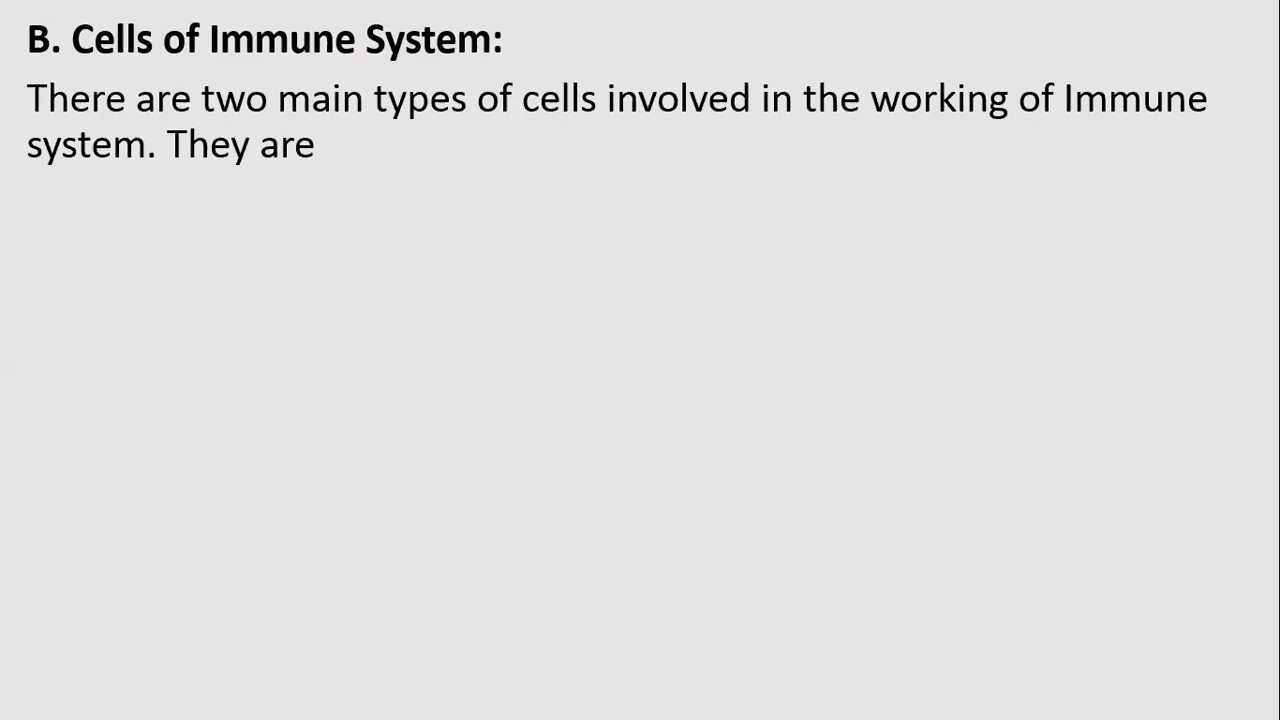 B. Cells of Immune System:
There are two main types of cells involved in the working of Immune
system. They are